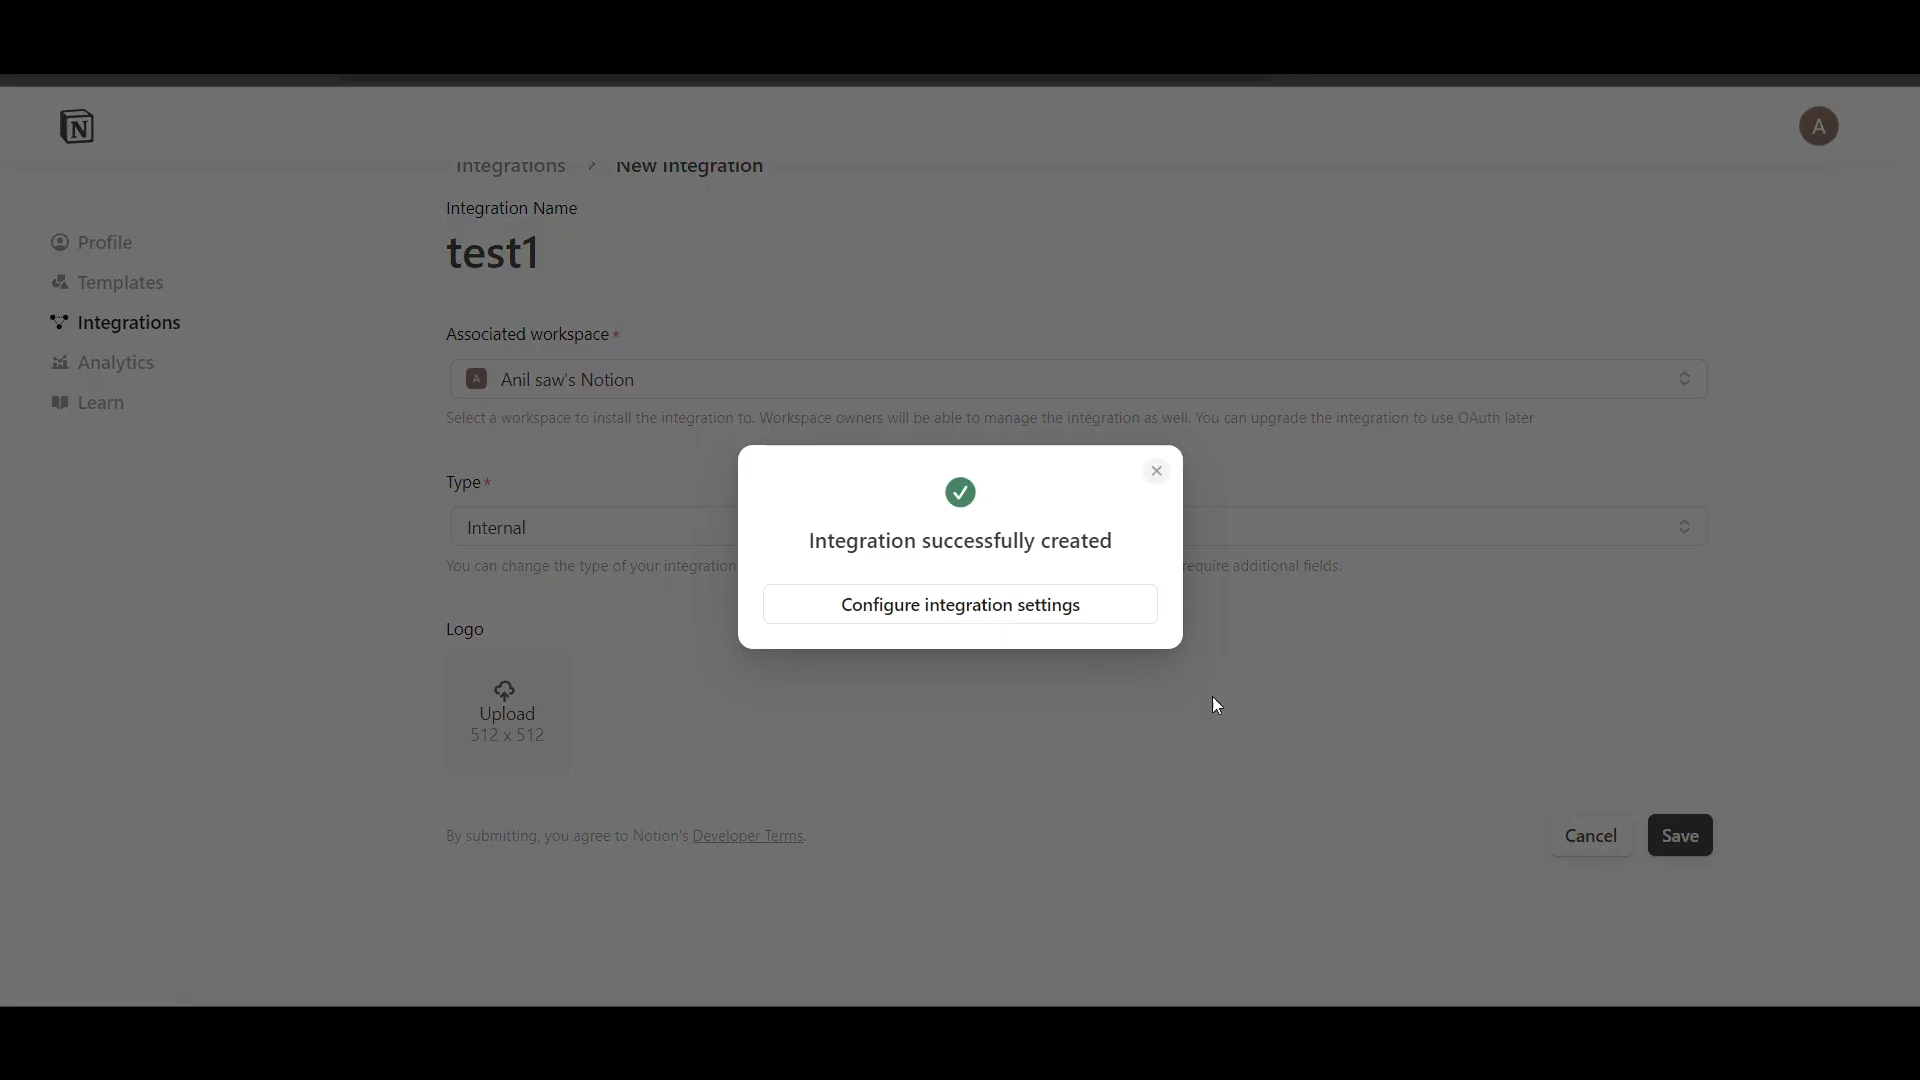 N
A
Integrations > New Integration
Integration Name
test1
Profile
Templates
Integrations
Analytics
Learn
Associated workspace*
A Anil saw's Notion
Select a workspace to install the integration to. Workspace owners will be able to manage the integration as well. You can upgrade the integration to use OAuth later
Type*
Internal
You can change the type of your integration
require additional fields.
Integration successfully created
Configure integration settings
Logo
Upload
512 x 512
By submitting, you agree to Notion's Developer Terms.
Cancel
Save